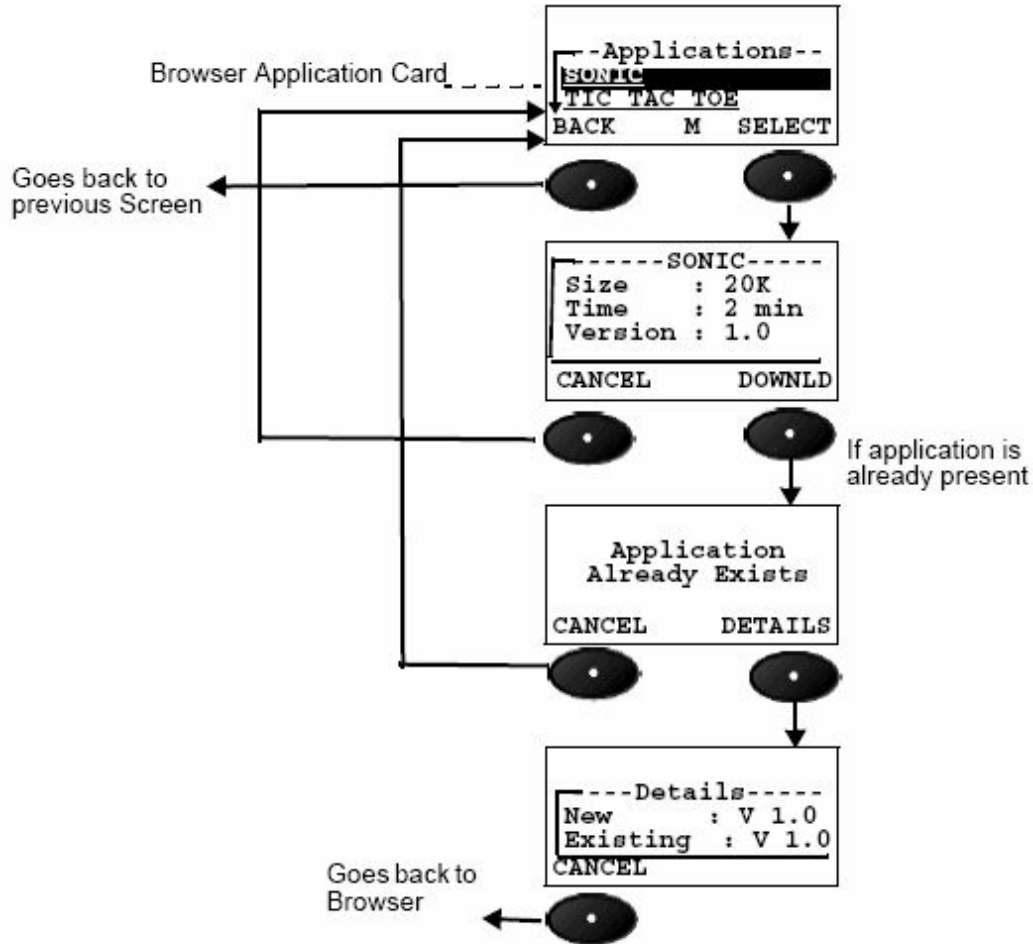 --Applications--
Browser Application Card
SONIC
TIC TAC TOE
BACK M SELECT
Goes back to
previous Screen
------SONIC-----
Size : 20K
Time : 2 min
Version : 1.0
CANCEL DOWNLD
If application is
already present
Application
Already Exists
CANCEL DETAILS
----Details-----
New : V 1.0
Existing : V 1.0
CANCEL
Goes back to
Browser